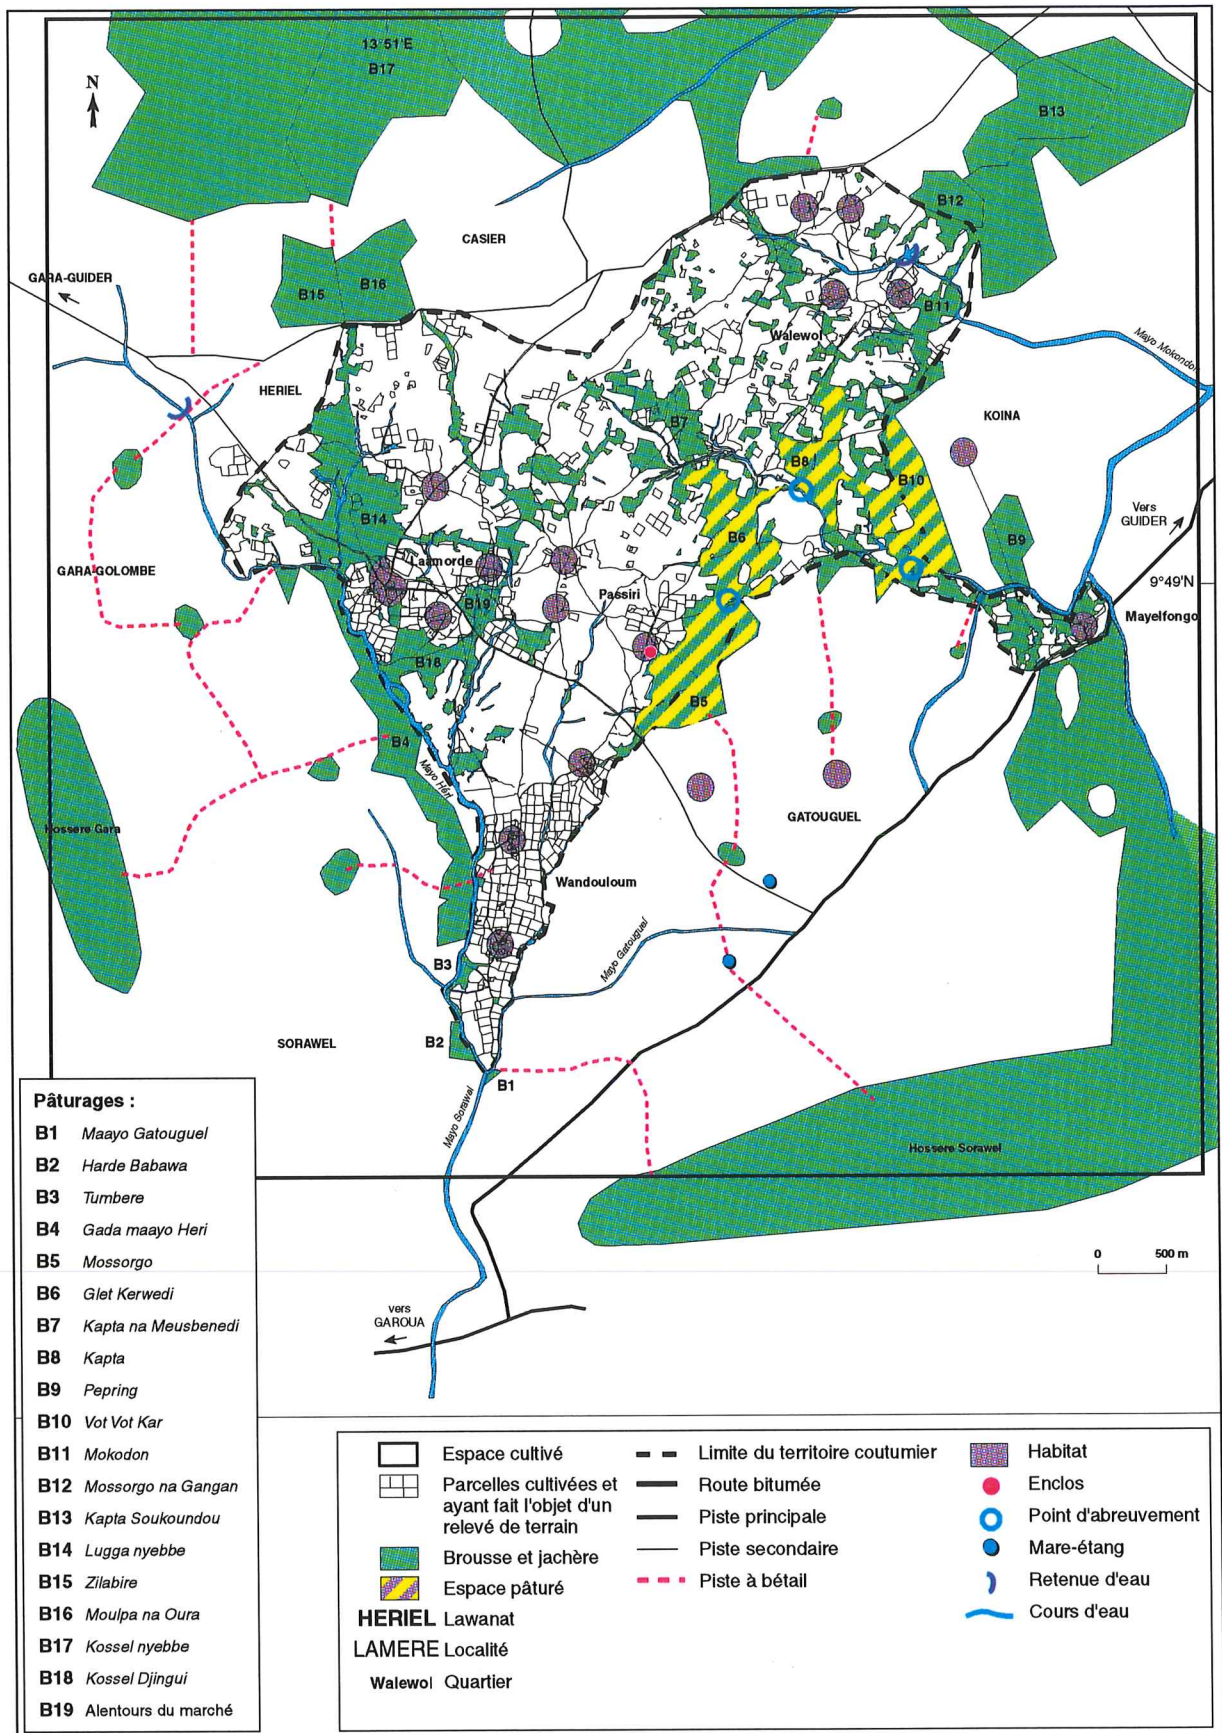 13°51'E
B17
N
B13
B12
CASIER
GARA-GUIDER
B15
B16
B11
Walewol
Mayo Mokondon
HERIEL
KOINA
B7
B8
B10
B14
B6
B9
Vers
GUIDER
Laamorde
GARA-GOLOMBE
9°49'N
B19
Passiri
Mayelfongo
B18
B5
B4
Mayo Héri
GATOUGUEL
Hossere Gara
Wandouloum
Mayo Gatouguel
B3
SORAWEL
B2
B1
Mayo Sorawel
Hossere Sorawel
0 500 m
vers
GAROUA
Pâturages :
B1 Maayo Gatouguel
B2 Harde Babawa
B3 Tumbere
B4 Gada maayo Heri
B5 Mossorgo
B6 Glet Kerwedi
B7 Kapta na Meusbenedi
B8 Kapta
B9 Pepring
B10 Vot Vot Kar
B11 Mokodon
B12 Mossorgo na Gangan
B13 Kapta Soukoundou
B14 Lugga nyebbe
B15 Zilabire
B16 Moulpa na Oura
B17 Kossel nyebbe
B18 Kossel Djingui
B19 Alentours du marché
Espace cultivé
Parcelles cultivées et
ayant fait l'objet d'un
relevé de terrain
Brousse et jachère
Espace pâturé
HERIEL Lawanat
LAMERE Localité
Walewol Quartier
Limite du territoire coutumier
Route bitumée
Piste principale
Piste secondaire
Piste à bétail
Habitat
Enclos
Point d'abreuvement
Mare-étang
Retenue d'eau
Cours d'eau